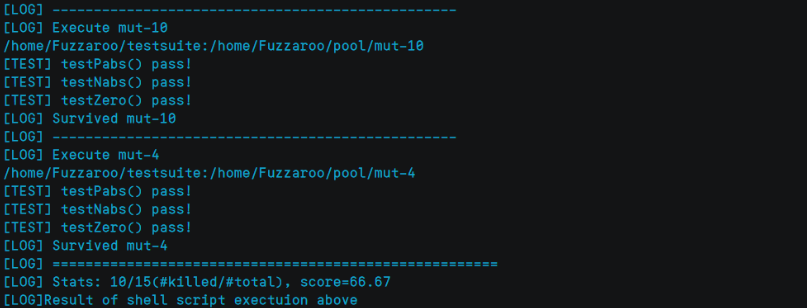 [LOG] -------------------------------------------------
[LOG] Execute mut-10
/home/Fuzzaroo/testsuite:/home/Fuzzaroo/pool/mut-10
[TEST] testPabs() pass!
[TEST] testNabs() pass!
[TEST] testZero() pass!
[LOG] Survived mut-10
[LOG] -------------------------------------------------
[LOG] Execute mut-4
/home/Fuzzaroo/testsuite:/home/Fuzzaroo/pool/mut-4
[TEST] testPabs() pass!
[TEST] testNabs() pass!
[TEST] testZero() pass!
[LOG] Survived mut-4
[LOG] ======================================================
[LOG] Stats: 10/15(#killed/#total), score=66.67
[LOG]Result of shell script exectuion above